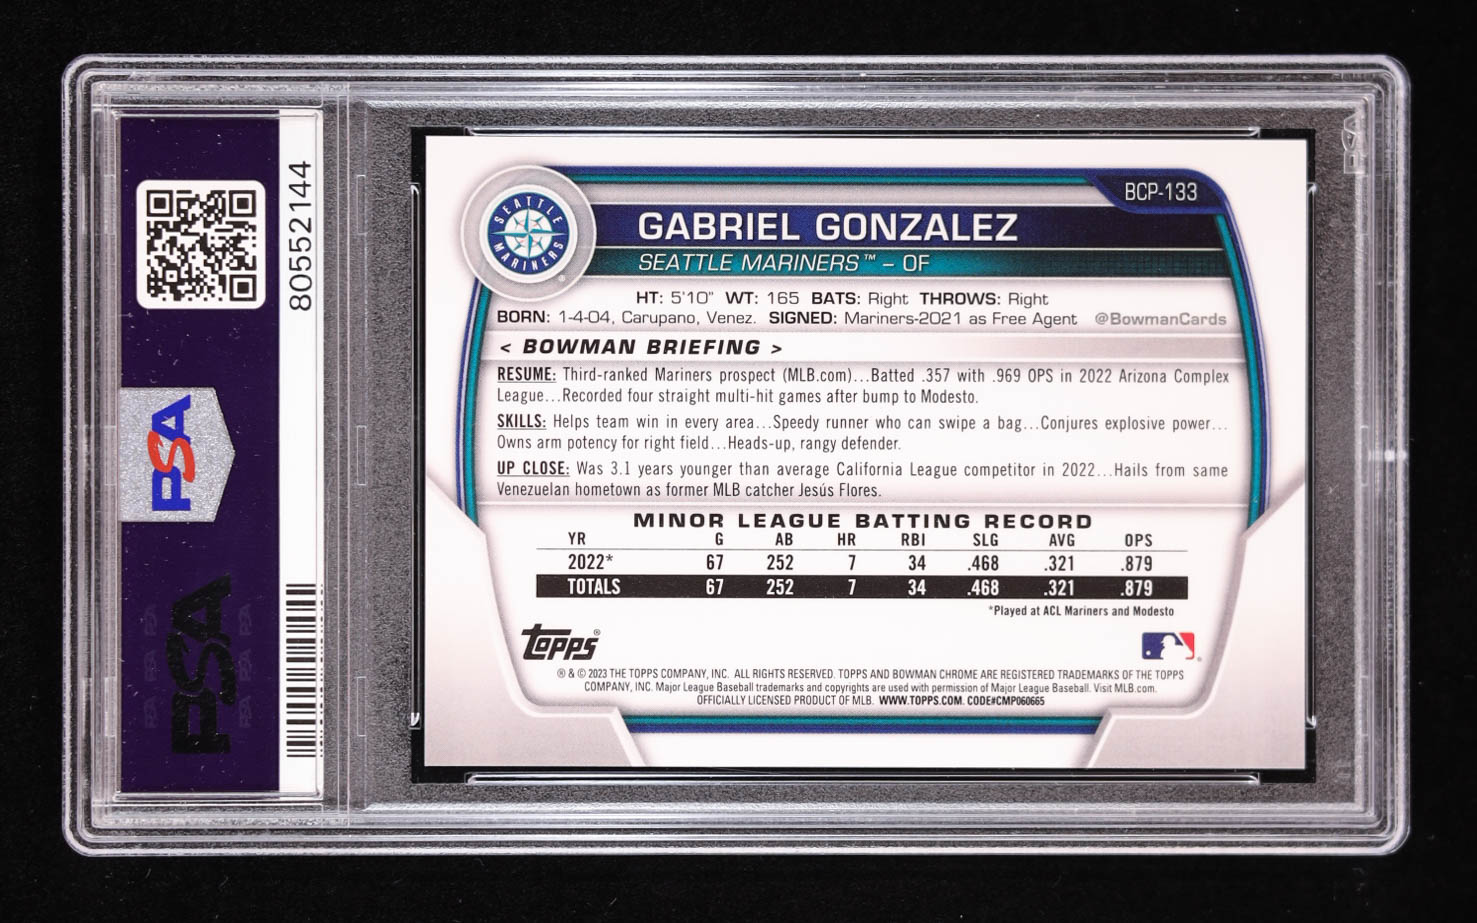 80552144
PSA
PSA
SEATTLE
MARINERS
BCP-133
GABRIEL GONZALEZ
SEATTLE MARINERS™ – OF
HT: 5'10" WT: 165 BATS: Right THROWS: Right
BORN: 1-4-04, Carupano, Venez. SIGNED: Mariners-2021 as Free Agent @BowmanCards
< BOWMAN BRIEFING >
RESUME: Third-ranked Mariners prospect (MLB.com)...Batted .357 with .969 OPS in 2022 Arizona Complex
League...Recorded four straight multi-hit games after bump to Modesto.
SKILLS: Helps team win in every area...Speedy runner who can swipe a bag...Conjures explosive power...
Owns arm potency for right field...Heads-up, rangy defender.
UP CLOSE: Was 3.1 years younger than average California League competitor in 2022...Hails from same
Venezuelan hometown as former MLB catcher Jesús Flores.
MINOR LEAGUE BATTING RECORD
YR G AB HR RBI SLG AVG OPS
2022* 67 252 7 34 .468 .321 .879
TOTALS 67 252 7 34 .468 .321 .879
*Played at ACL Mariners and Modesto
Topps®
® & © 2023 THE TOPPS COMPANY, INC. ALL RIGHTS RESERVED. TOPPS AND BOWMAN CHROME ARE REGISTERED TRADEMARKS OF THE TOPPS
COMPANY, INC. Major League Baseball trademarks and copyrights are used with permission of Major League Baseball. Visit MLB.com.
OFFICIALLY LICENSED PRODUCT OF MLB. WWW.TOPPS.COM. CODE#CMP060665